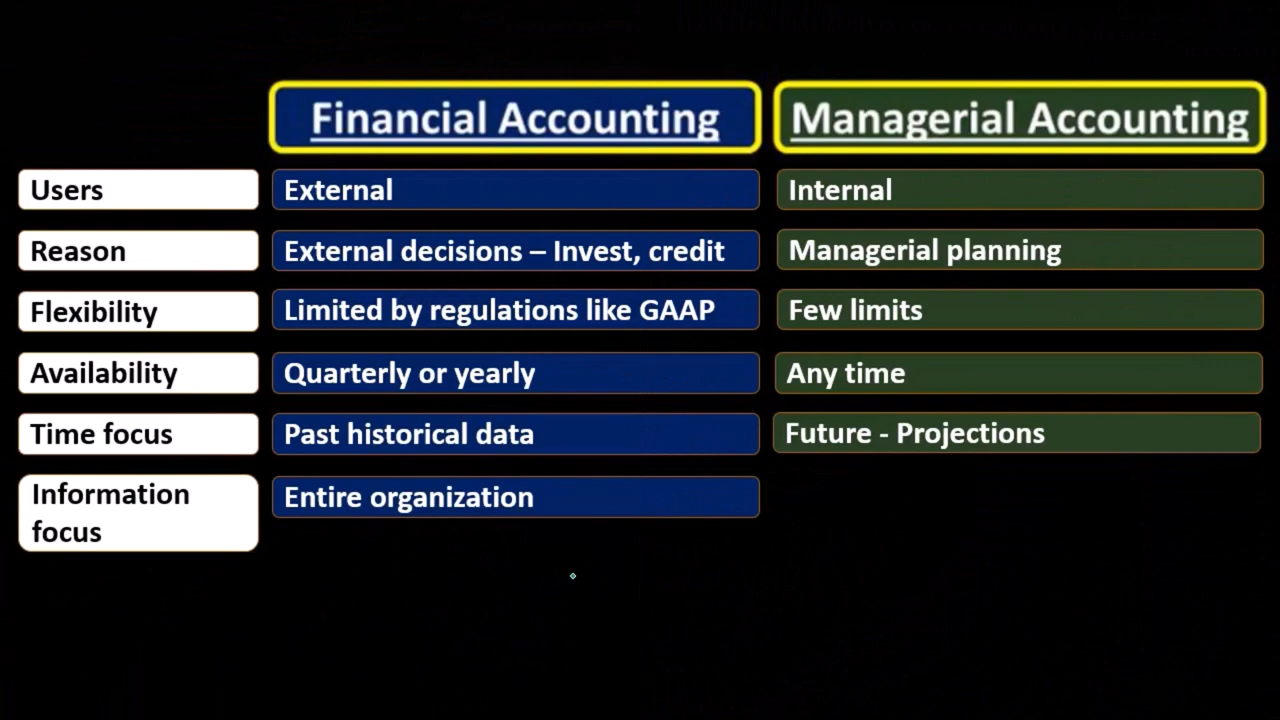 Financial Accounting
Managerial Accounting
Users
External
Internal
Reason
External decisions – Invest, credit
Managerial planning
Flexibility
Limited by regulations like GAAP
Few limits
Availability
Quarterly or yearly
Any time
Time focus
Past historical data
Future - Projections
Information
focus
Entire organization